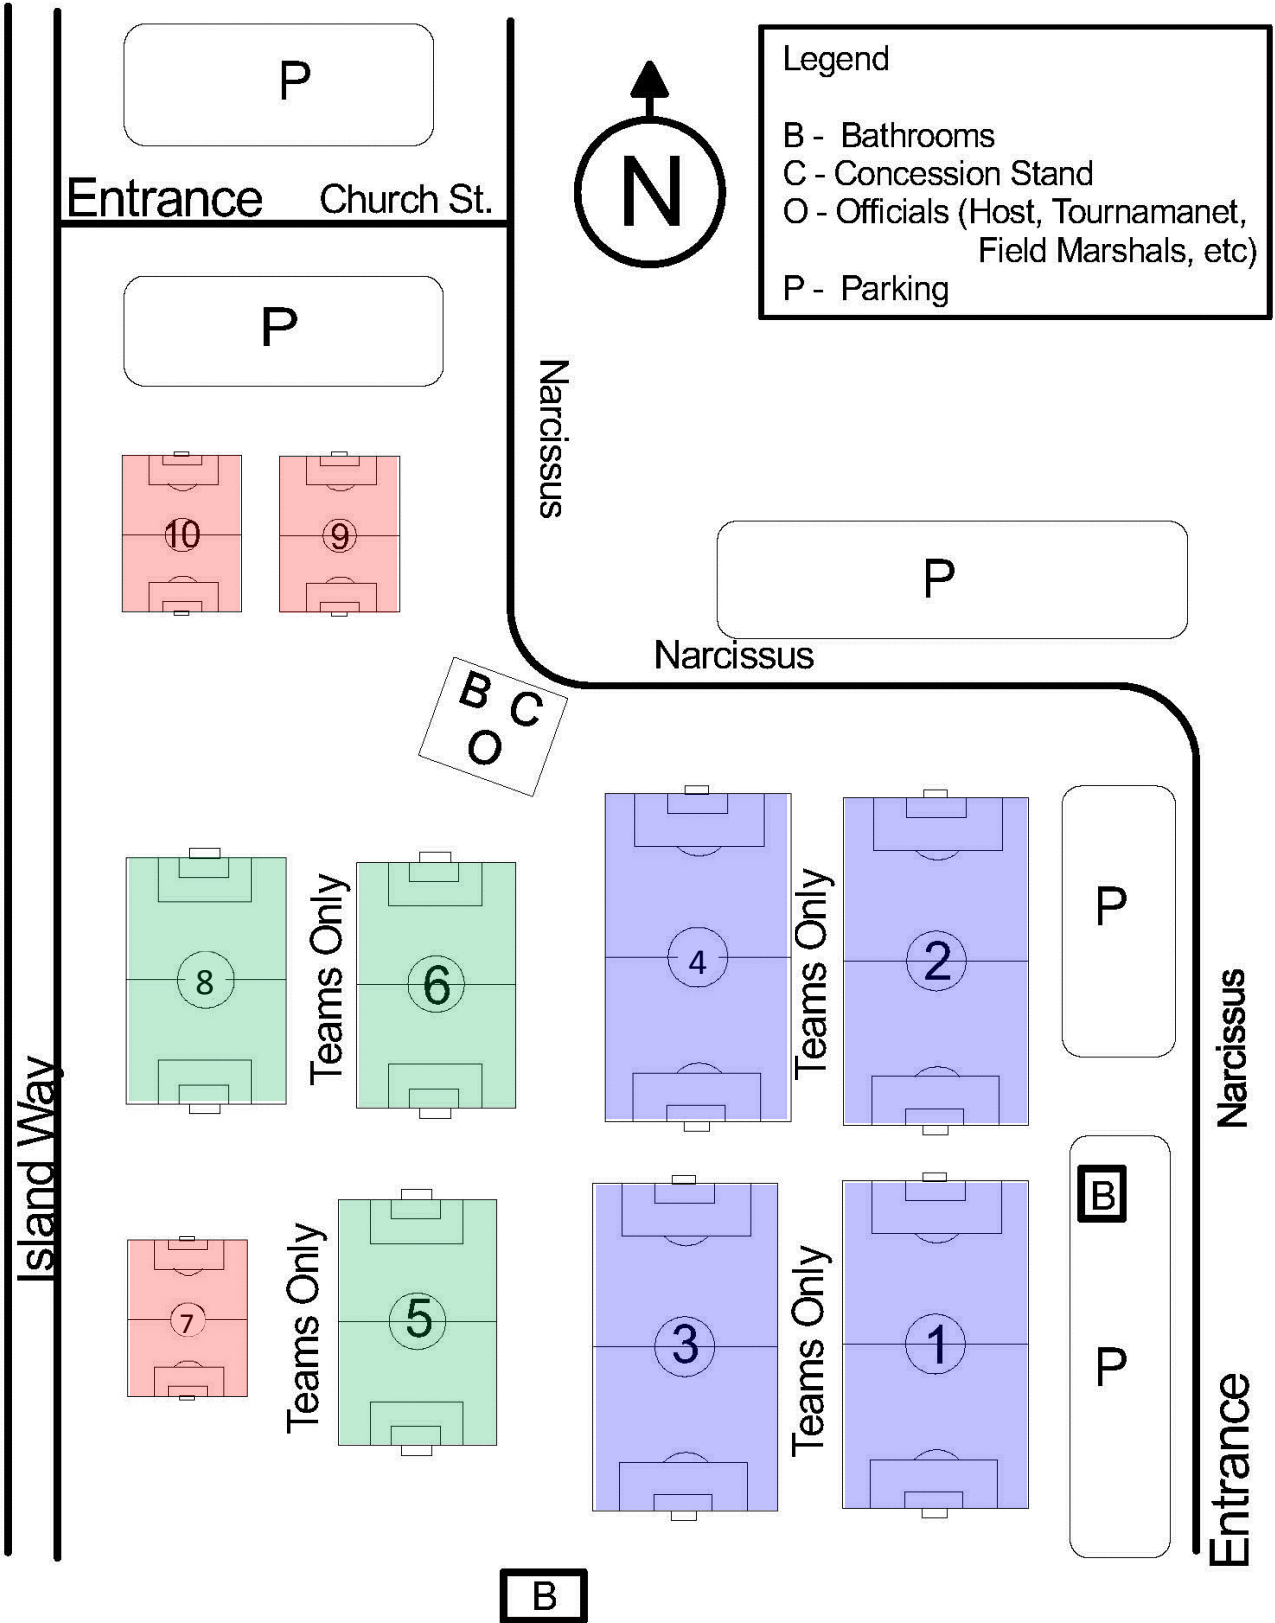 P
Legend
B - Bathrooms
C - Concession Stand
O - Officials (Host, Tournamanet,
Field Marshals, etc)
P - Parking
N
Entrance
Church St.
P
Narcissus
10
9
P
Narcissus
B
C
O
4
2
P
8
Teams Only
6
Teams Only
Narcissus
Island Way
B
7
Teams Only
5
3
Teams Only
1
P
Entrance
B